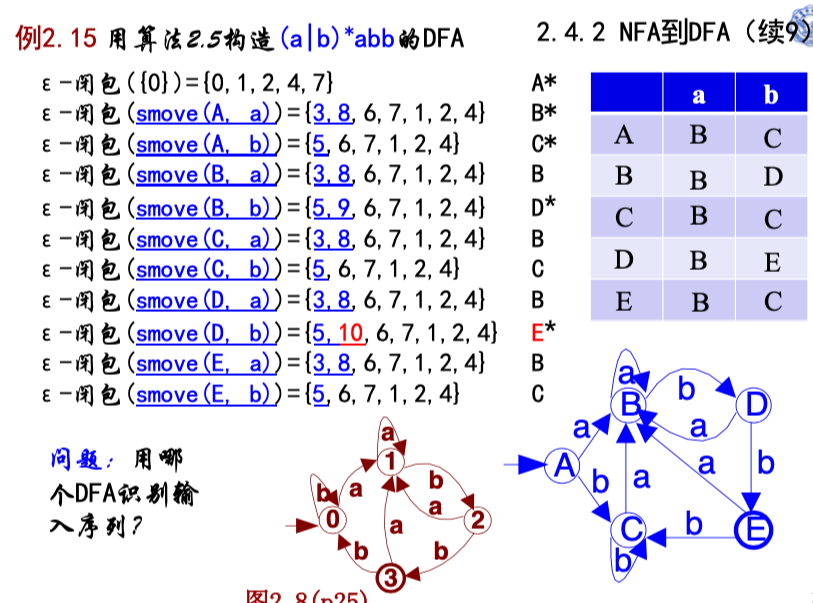 例2.15 用算法2.5构造(a|b)*abb的DFA
2.4.2 NFA到DFA（续9）
ε-闭包({0})={0,1,2,4,7} A*
ε-闭包(smove(A, a))={3,8,6,7,1,2,4} B*
ε-闭包(smove(A, b))={5,6,7,1,2,4} C*
ε-闭包(smove(B, a))={3,8,6,7,1,2,4} B
ε-闭包(smove(B, b))={5,9,6,7,1,2,4} D*
ε-闭包(smove(C, a))={3,8,6,7,1,2,4} B
ε-闭包(smove(C, b))={5,6,7,1,2,4} C
ε-闭包(smove(D, a))={3,8,6,7,1,2,4} B
ε-闭包(smove(D, b))={5,10,6,7,1,2,4} E*
ε-闭包(smove(E, a))={3,8,6,7,1,2,4} B
ε-闭包(smove(E, b))={5,6,7,1,2,4} C
a b
A B C
B B D
C B C
D B E
E B C
问题：用哪
个DFA识别输
入序列？
a
1
b a b
a
0 2
a
b b
3
图2.8(p25)
a
B b D
a a
A b a a b
C b E
b